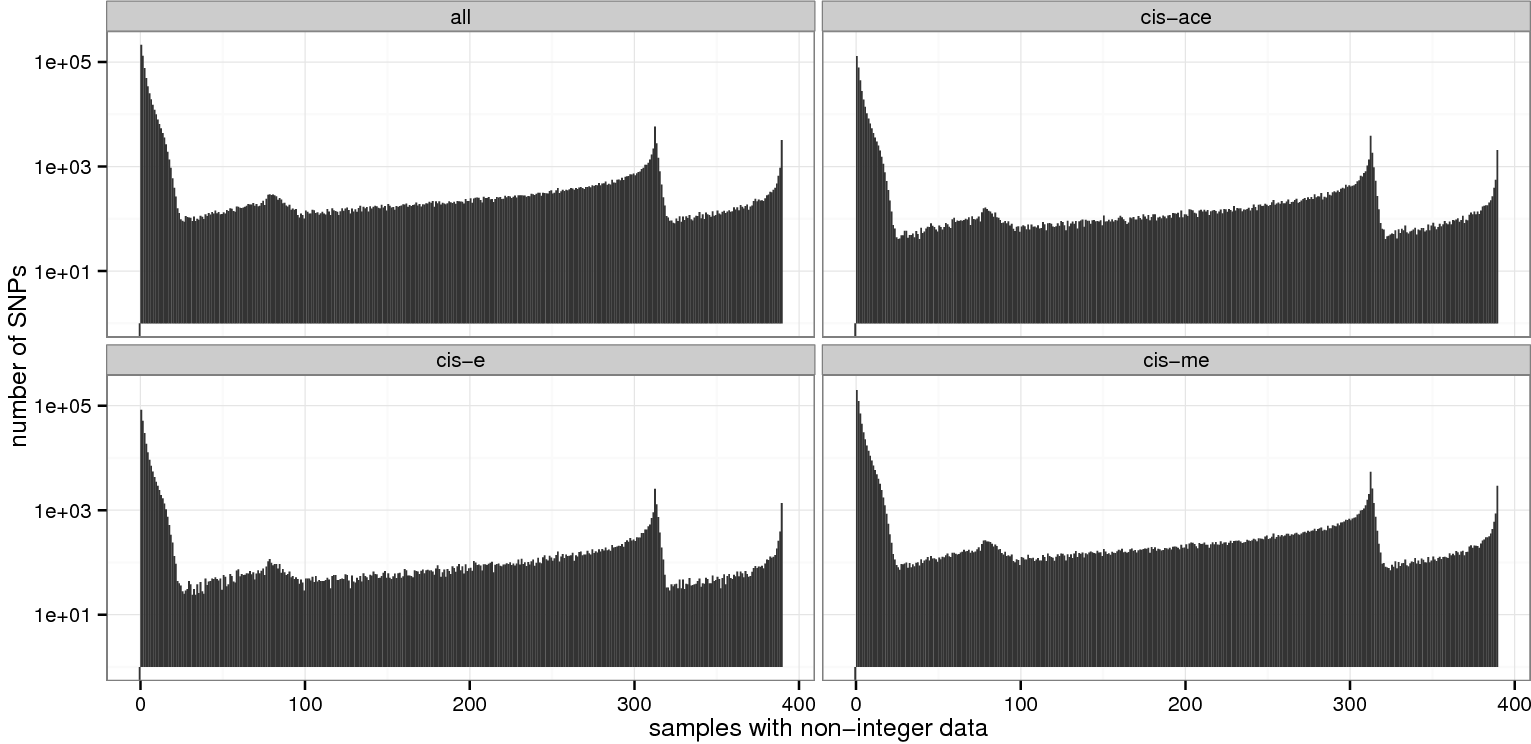 all
cis−ace
1e+05
1e+03
1e+01
cis−e
cis−me
1e+05
1e+03
1e+01
number of SNPs
0 100 200 300 400
0 100 200 300 400
samples with non−integer data